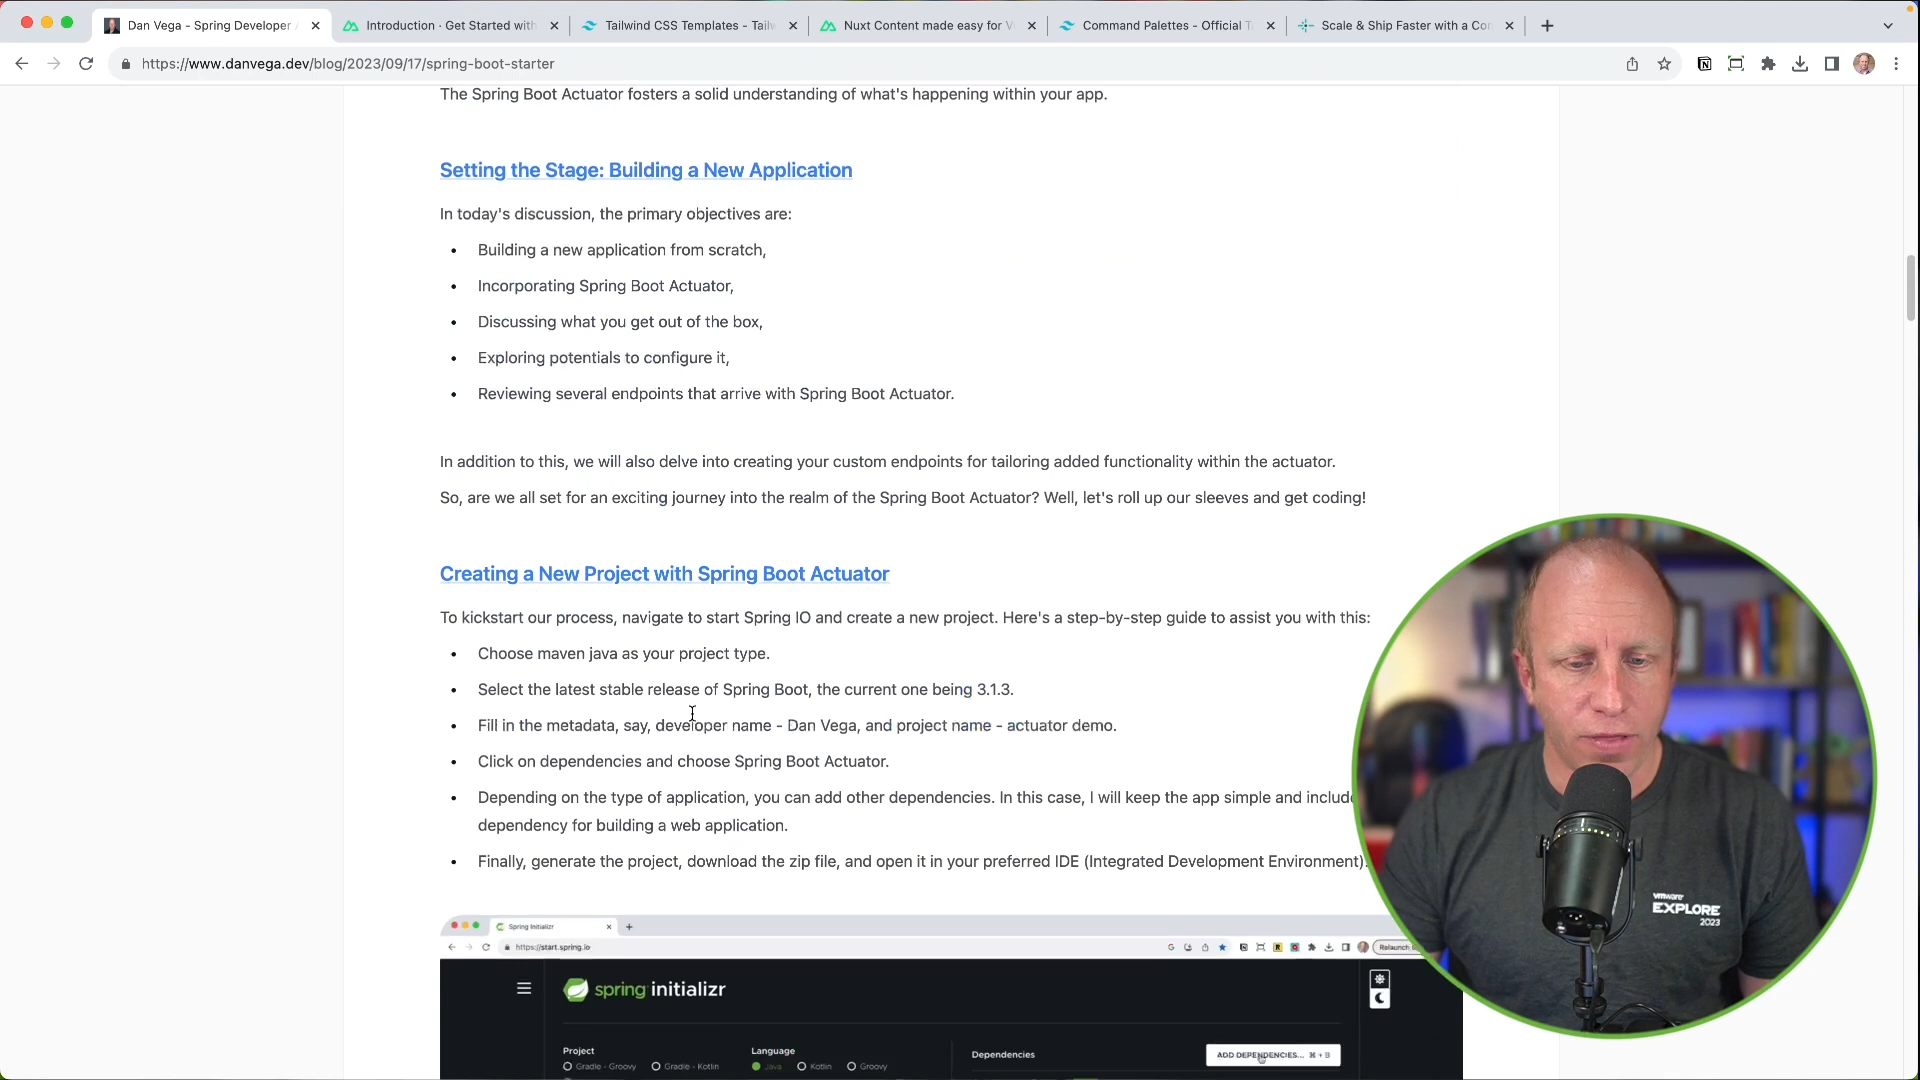 Dan Vega - Spring Developer
Introduction · Get Started with
Tailwind CSS Templates - Tailw
Nuxt Content made easy for V
Command Palettes - Official T
Scale & Ship Faster with a Co
https://www.danvega.dev/blog/2023/09/17/spring-boot-starter
The Spring Boot Actuator fosters a solid understanding of what's happening within your app.
Setting the Stage: Building a New Application
In today's discussion, the primary objectives are:
• Building a new application from scratch,
• Incorporating Spring Boot Actuator,
• Discussing what you get out of the box,
• Exploring potentials to configure it,
• Reviewing several endpoints that arrive with Spring Boot Actuator.
In addition to this, we will also delve into creating your custom endpoints for tailoring added functionality within the actuator.
So, are we all set for an exciting journey into the realm of the Spring Boot Actuator? Well, let's roll up our sleeves and get coding!
Creating a New Project with Spring Boot Actuator
To kickstart our process, navigate to start Spring IO and create a new project. Here's a step-by-step guide to assist you with this:
• Choose maven java as your project type.
• Select the latest stable release of Spring Boot, the current one being 3.1.3.
• Fill in the metadata, say, developer name - Dan Vega, and project name - actuator demo.
• Click on dependencies and choose Spring Boot Actuator.
• Depending on the type of application, you can add other dependencies. In this case, I will keep the app simple and include
dependency for building a web application.
• Finally, generate the project, download the zip file, and open it in your preferred IDE (Integrated Development Environment).
Spring Initializr
https://start.spring.io
Relaunch
spring initializr
Project
Language
Dependencies
ADD DEPENDENCIES... ⌘ + B
Gradle - Groovy
Gradle - Kotlin
Java
Kotlin
Groovy
vmware
EXPLORE
2023